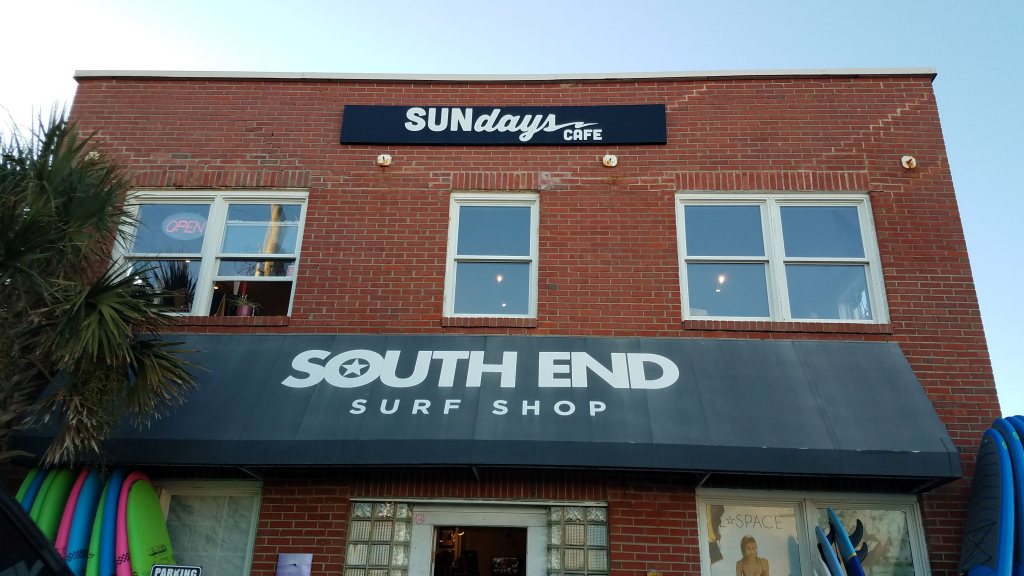 SUNdays
CAFE
OPEN
SOUTH END
SURF SHOP
SPACE
PARKING